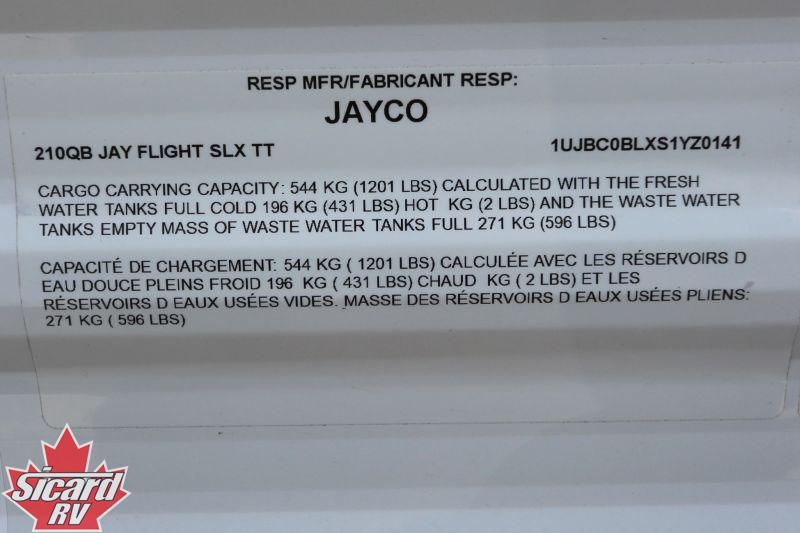 RESP MFR/FABRICANT RESP:
JAYCO
210QB JAY FLIGHT SLX TT 1UJBC0BLXS1YZ0141
CARGO CARRYING CAPACITY: 544 KG (1201 LBS) CALCULATED WITH THE FRESH
WATER TANKS FULL COLD 196 KG (431 LBS) HOT KG (2 LBS) AND THE WASTE WATER
TANKS EMPTY MASS OF WASTE WATER TANKS FULL 271 KG (596 LBS)
CAPACITÉ DE CHARGEMENT: 544 KG ( 1201 LBS) CALCULÉE AVEC LES RÉSERVOIRS D
EAU DOUCE PLEINS FROID 196 KG ( 431 LBS) CHAUD KG ( 2 LBS) ET LES
RÉSERVOIRS D EAUX USÉES VIDES. MASSE DES RÉSERVOIRS D EAUX USÉES PLIENS:
271 KG ( 596 LBS)
Sicard
RV